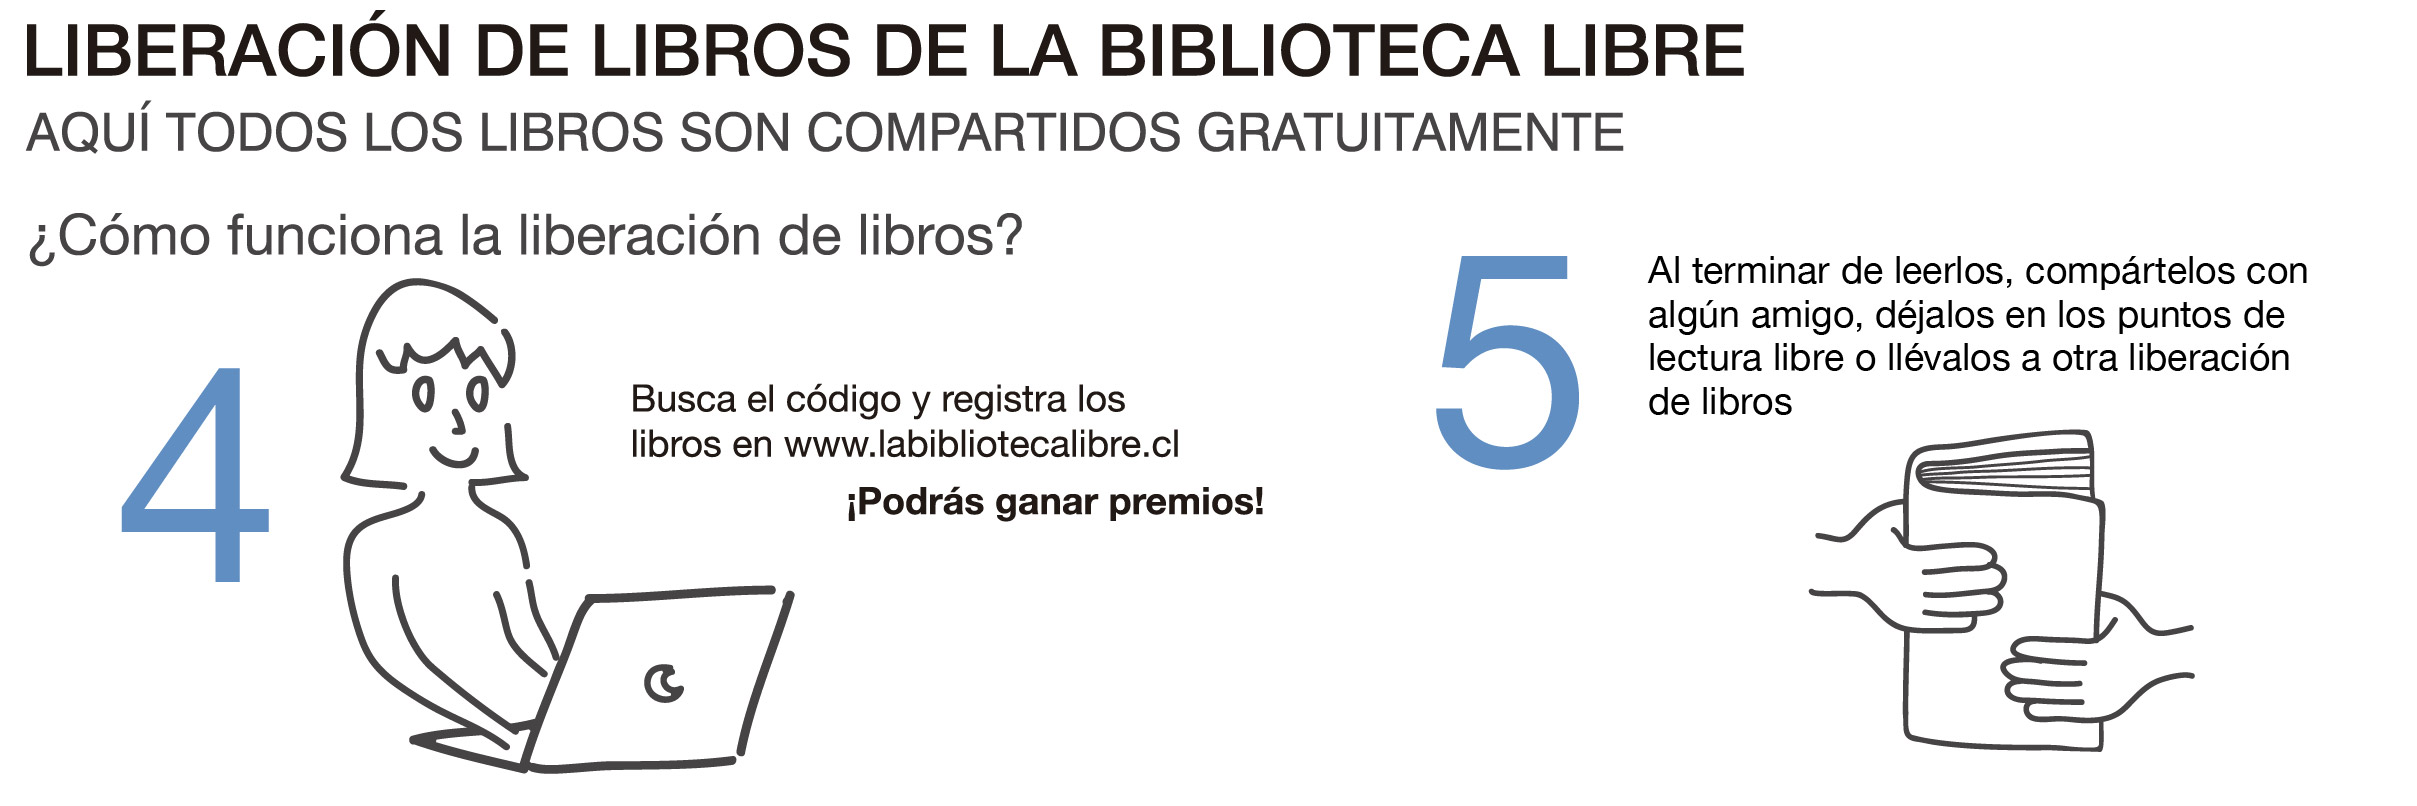 LIBERACIÓN DE LIBROS DE LA BIBLIOTECA LIBRE
AQUÍ TODOS LOS LIBROS SON COMPARTIDOS GRATUITAMENTE
¿Cómo funciona la liberación de libros?
4
Busca el código y registra los
libros en www.labibliotecalibre.cl
¡Podrás ganar premios!
5
Al terminar de leerlos, compártelos con
algún amigo, déjalos en los puntos de
lectura libre o llévalos a otra liberación
de libros